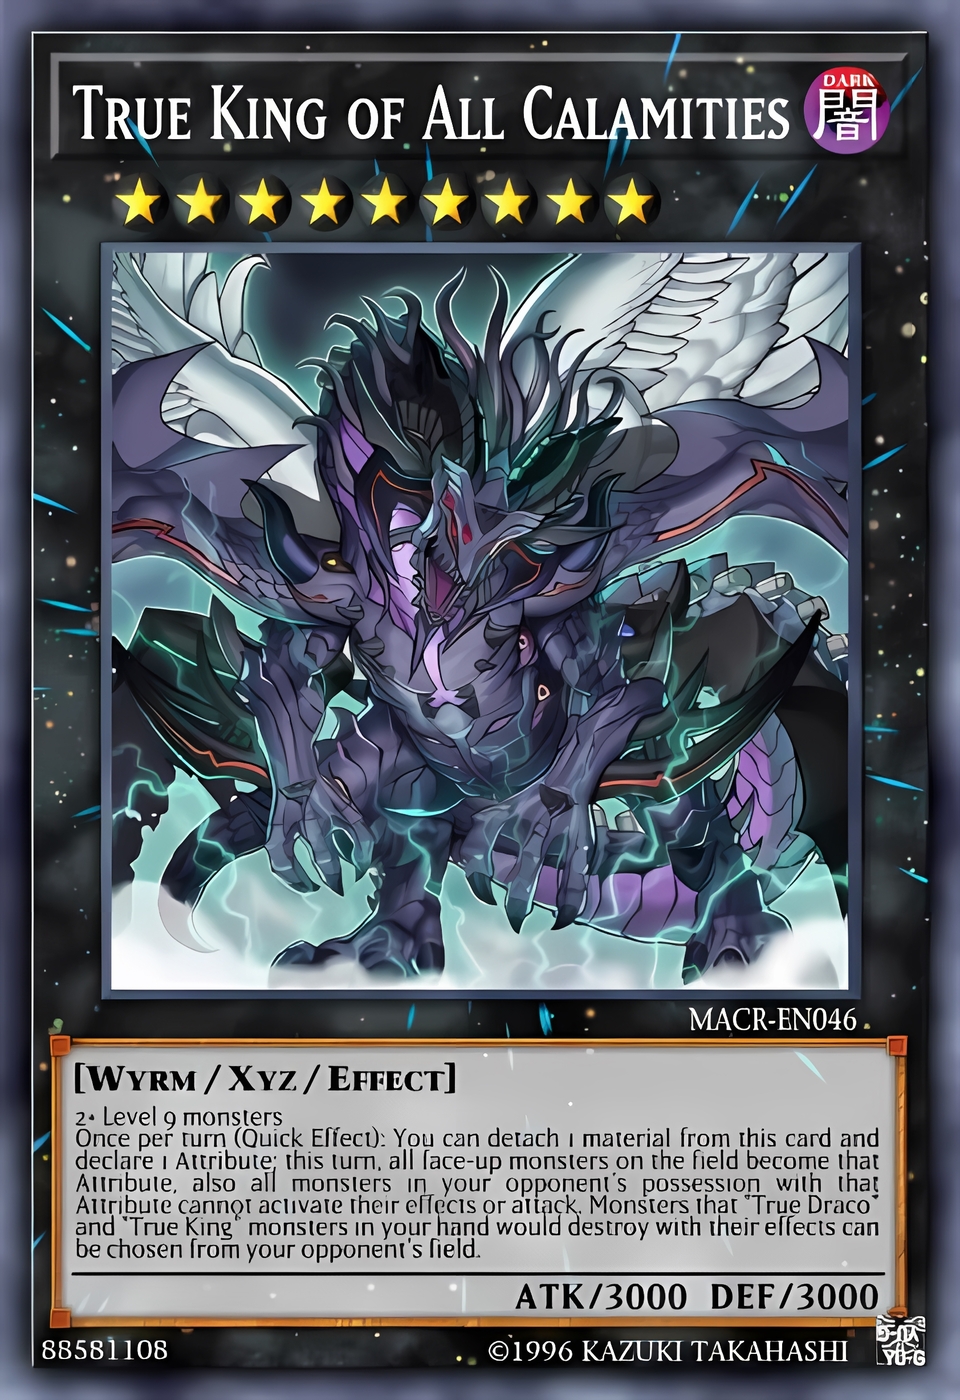 TRUE KING OF ALL CALAMITIES
DARK
闇
MACR-EN046
[WYRM / XYZ / EFFECT]
2+ Level 9 monsters
Once per turn (Quick Effect): You can detach 1 material from this card and
declare 1 Attribute; this turn, all face-up monsters on the field become that
Attribute, also all monsters in your opponent's possession with that
Attribute cannot activate their effects or attack. Monsters that "True Draco"
and "True King" monsters in your hand would destroy with their effects can
be chosen from your opponent's field.
ATK/3000 DEF/3000
88581108
©1996 KAZUKI TAKAHASHI